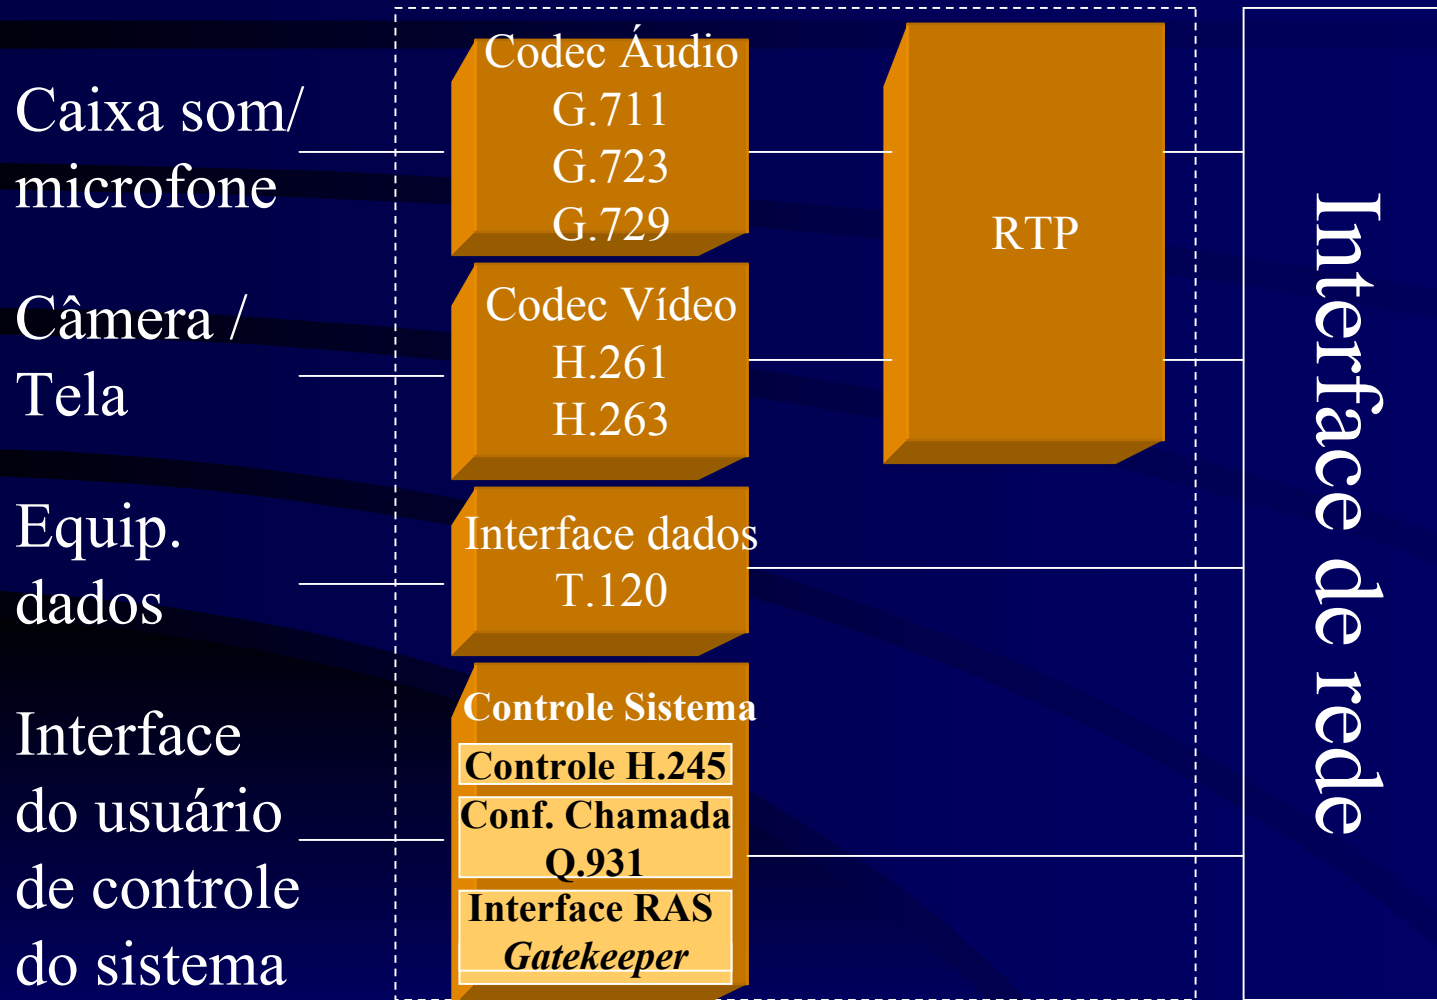 Caixa som/
microfone
Câmera /
Tela
Equip.
dados
Interface
do usuário
de controle
do sistema
Codec Áudio
G.711
G.723
G.729
Codec Vídeo
H.261
H.263
Interface dados
T.120
Controle Sistema
Controle H.245
Conf. Chamada
Q.931
Interface RAS
Gatekeeper
RTP
Interface de rede